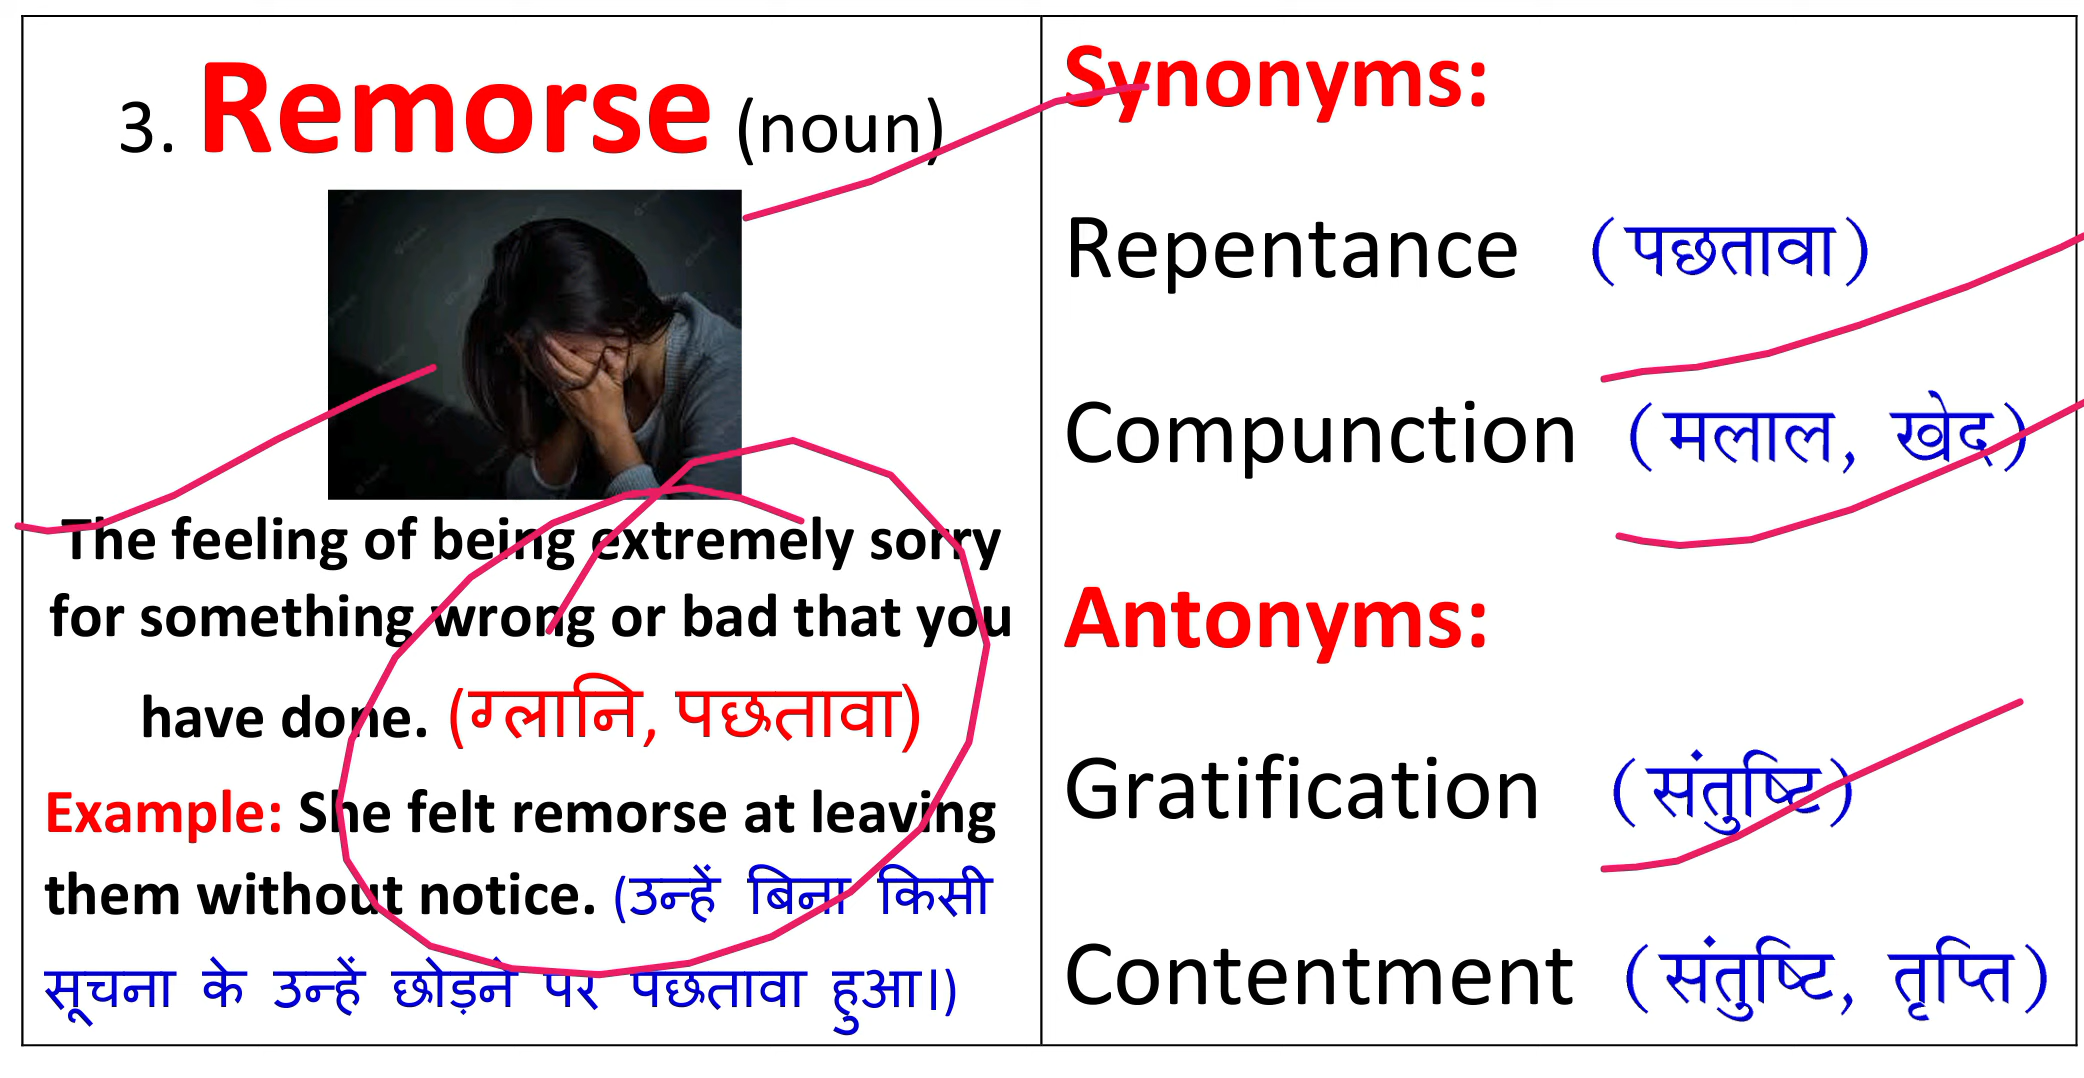 3. Remorse (noun)
The feeling of being extremely sorry
for something wrong or bad that you
have done. (ग्लानि, पछतावा)
Example: She felt remorse at leaving
them without notice. (उन्हें बिना किसी
सूचना के उन्हें छोड़ने पर पछतावा हुआ।)
Synonyms:
Repentance (पछतावा)
Compunction (मलाल, खेद)
Antonyms:
Gratification (संतुष्टि)
Contentment (संतुष्टि, तृप्ति)